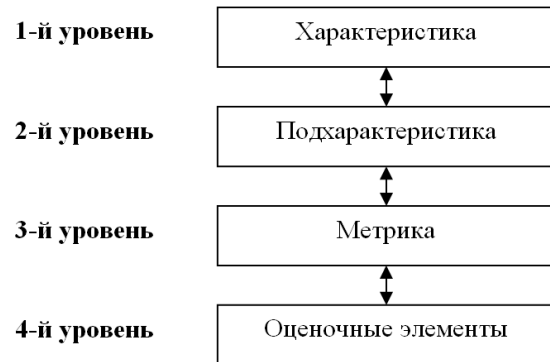 1-й уровень Характеристика
2-й уровень Подхарактеристика
3-й уровень Метрика
4-й уровень Оценочные элементы